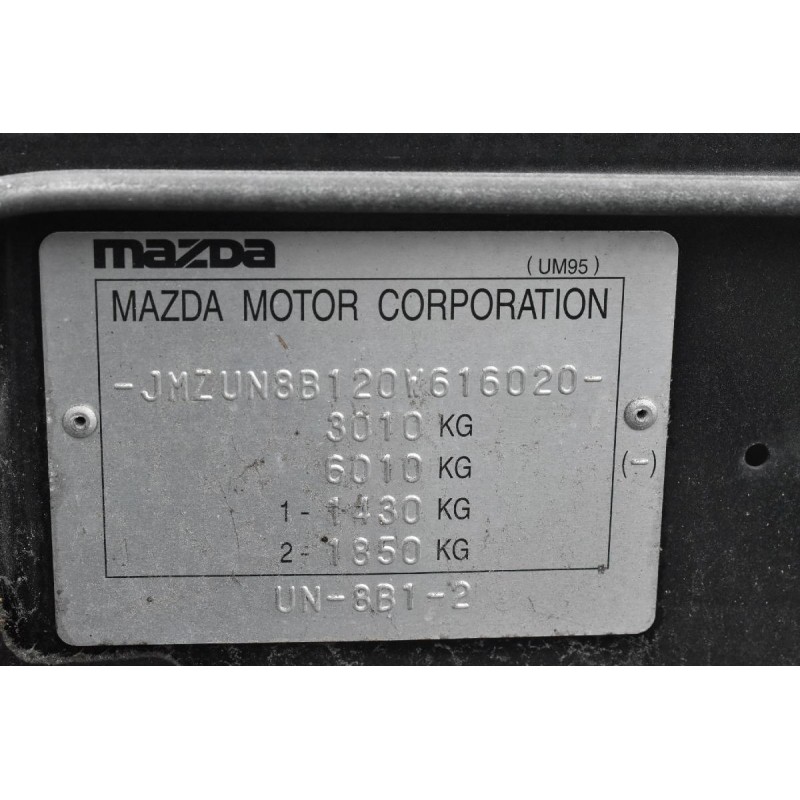 mazda
(UM95)
MAZDA MOTOR CORPORATION
-JMZUN8B120W616020-
3010 KG
6010 KG
(-)
1 - 1430 KG
2 - 1850 KG
UN-8B1-2